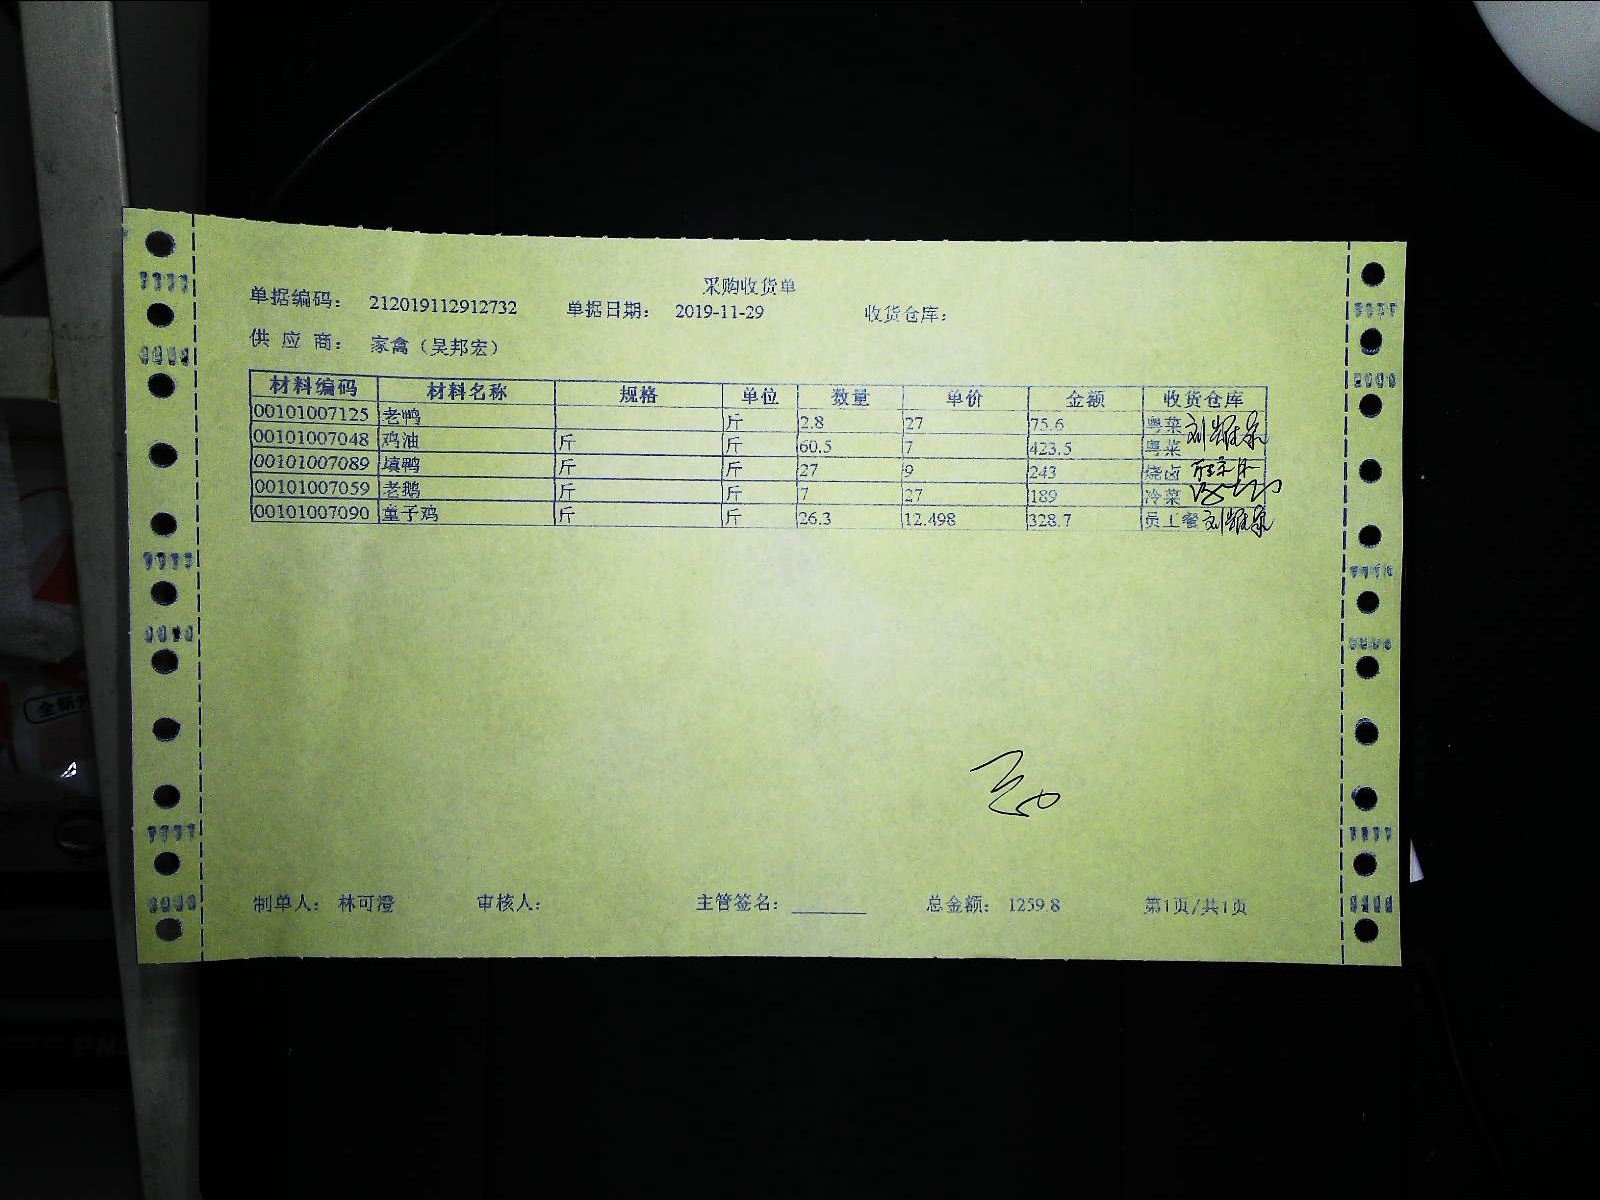 采购收货单
单据编码： 212019112912732 单据日期： 2019-11-29 收货仓库：
供 应 商： 家禽（吴邦宏）
材料编码 材料名称 规格 单位 数量 单价 金额 收货仓库
00101007125 老鸭 斤 2.8 27 75.6 粤菜
00101007048 鸡油 斤 斤 60.5 7 423.5 粤菜
00101007089 填鸭 斤 斤 27 9 243 烧卤
00101007059 老鹅 斤 斤 7 27 189 冷菜
00101007090 童子鸡 斤 斤 26.3 12.498 328.7 员工餐
制单人： 林可澄 审核人： 主管签名： 总金额： 1259.8 第1页/共1页